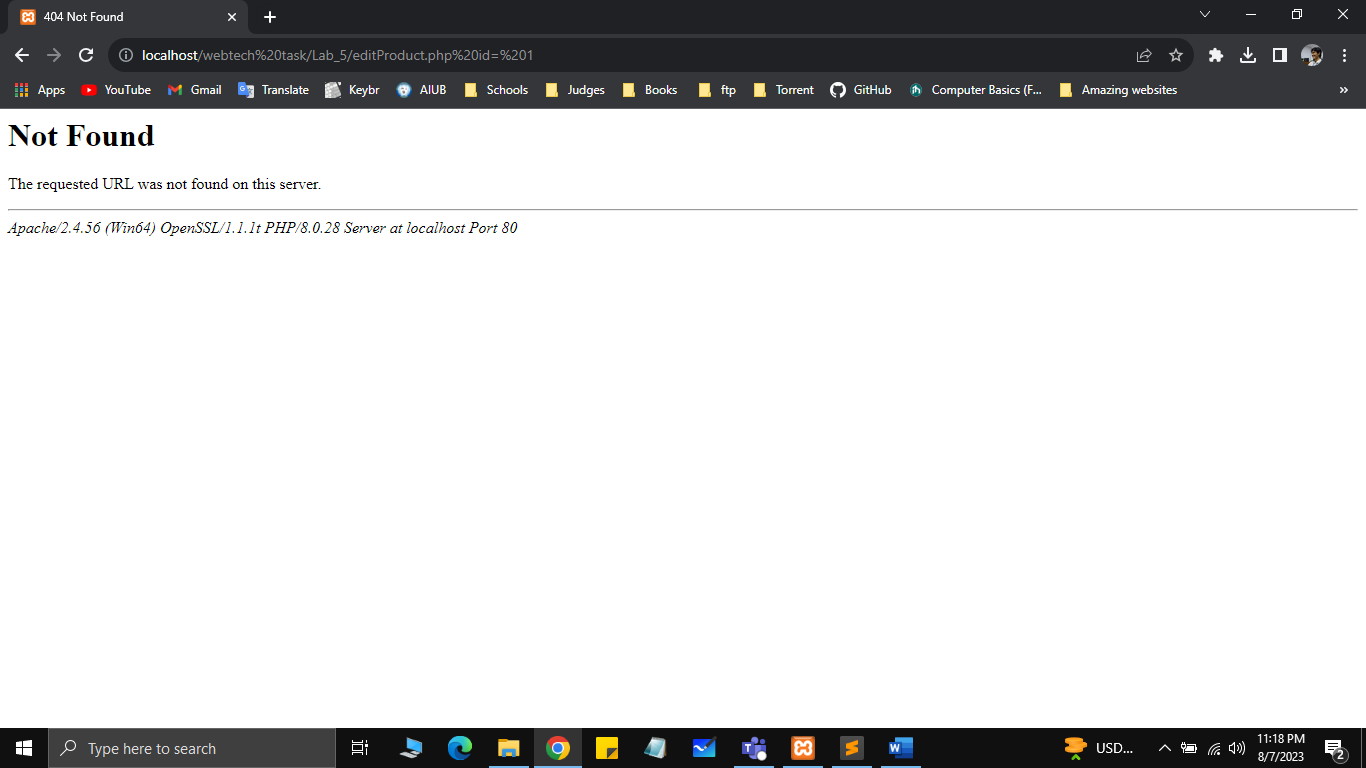 404 Not Found
localhost/webtech%20task/Lab_5/editProduct.php%20id=%201
Apps YouTube Gmail Translate Keybr AIUB Schools Judges Books ftp Torrent GitHub Computer Basics (F... Amazing websites »
Not Found
The requested URL was not found on this server.
Apache/2.4.56 (Win64) OpenSSL/1.1.1t PHP/8.0.28 Server at localhost Port 80
Type here to search USD... 11:18 PM
8/7/2023 2